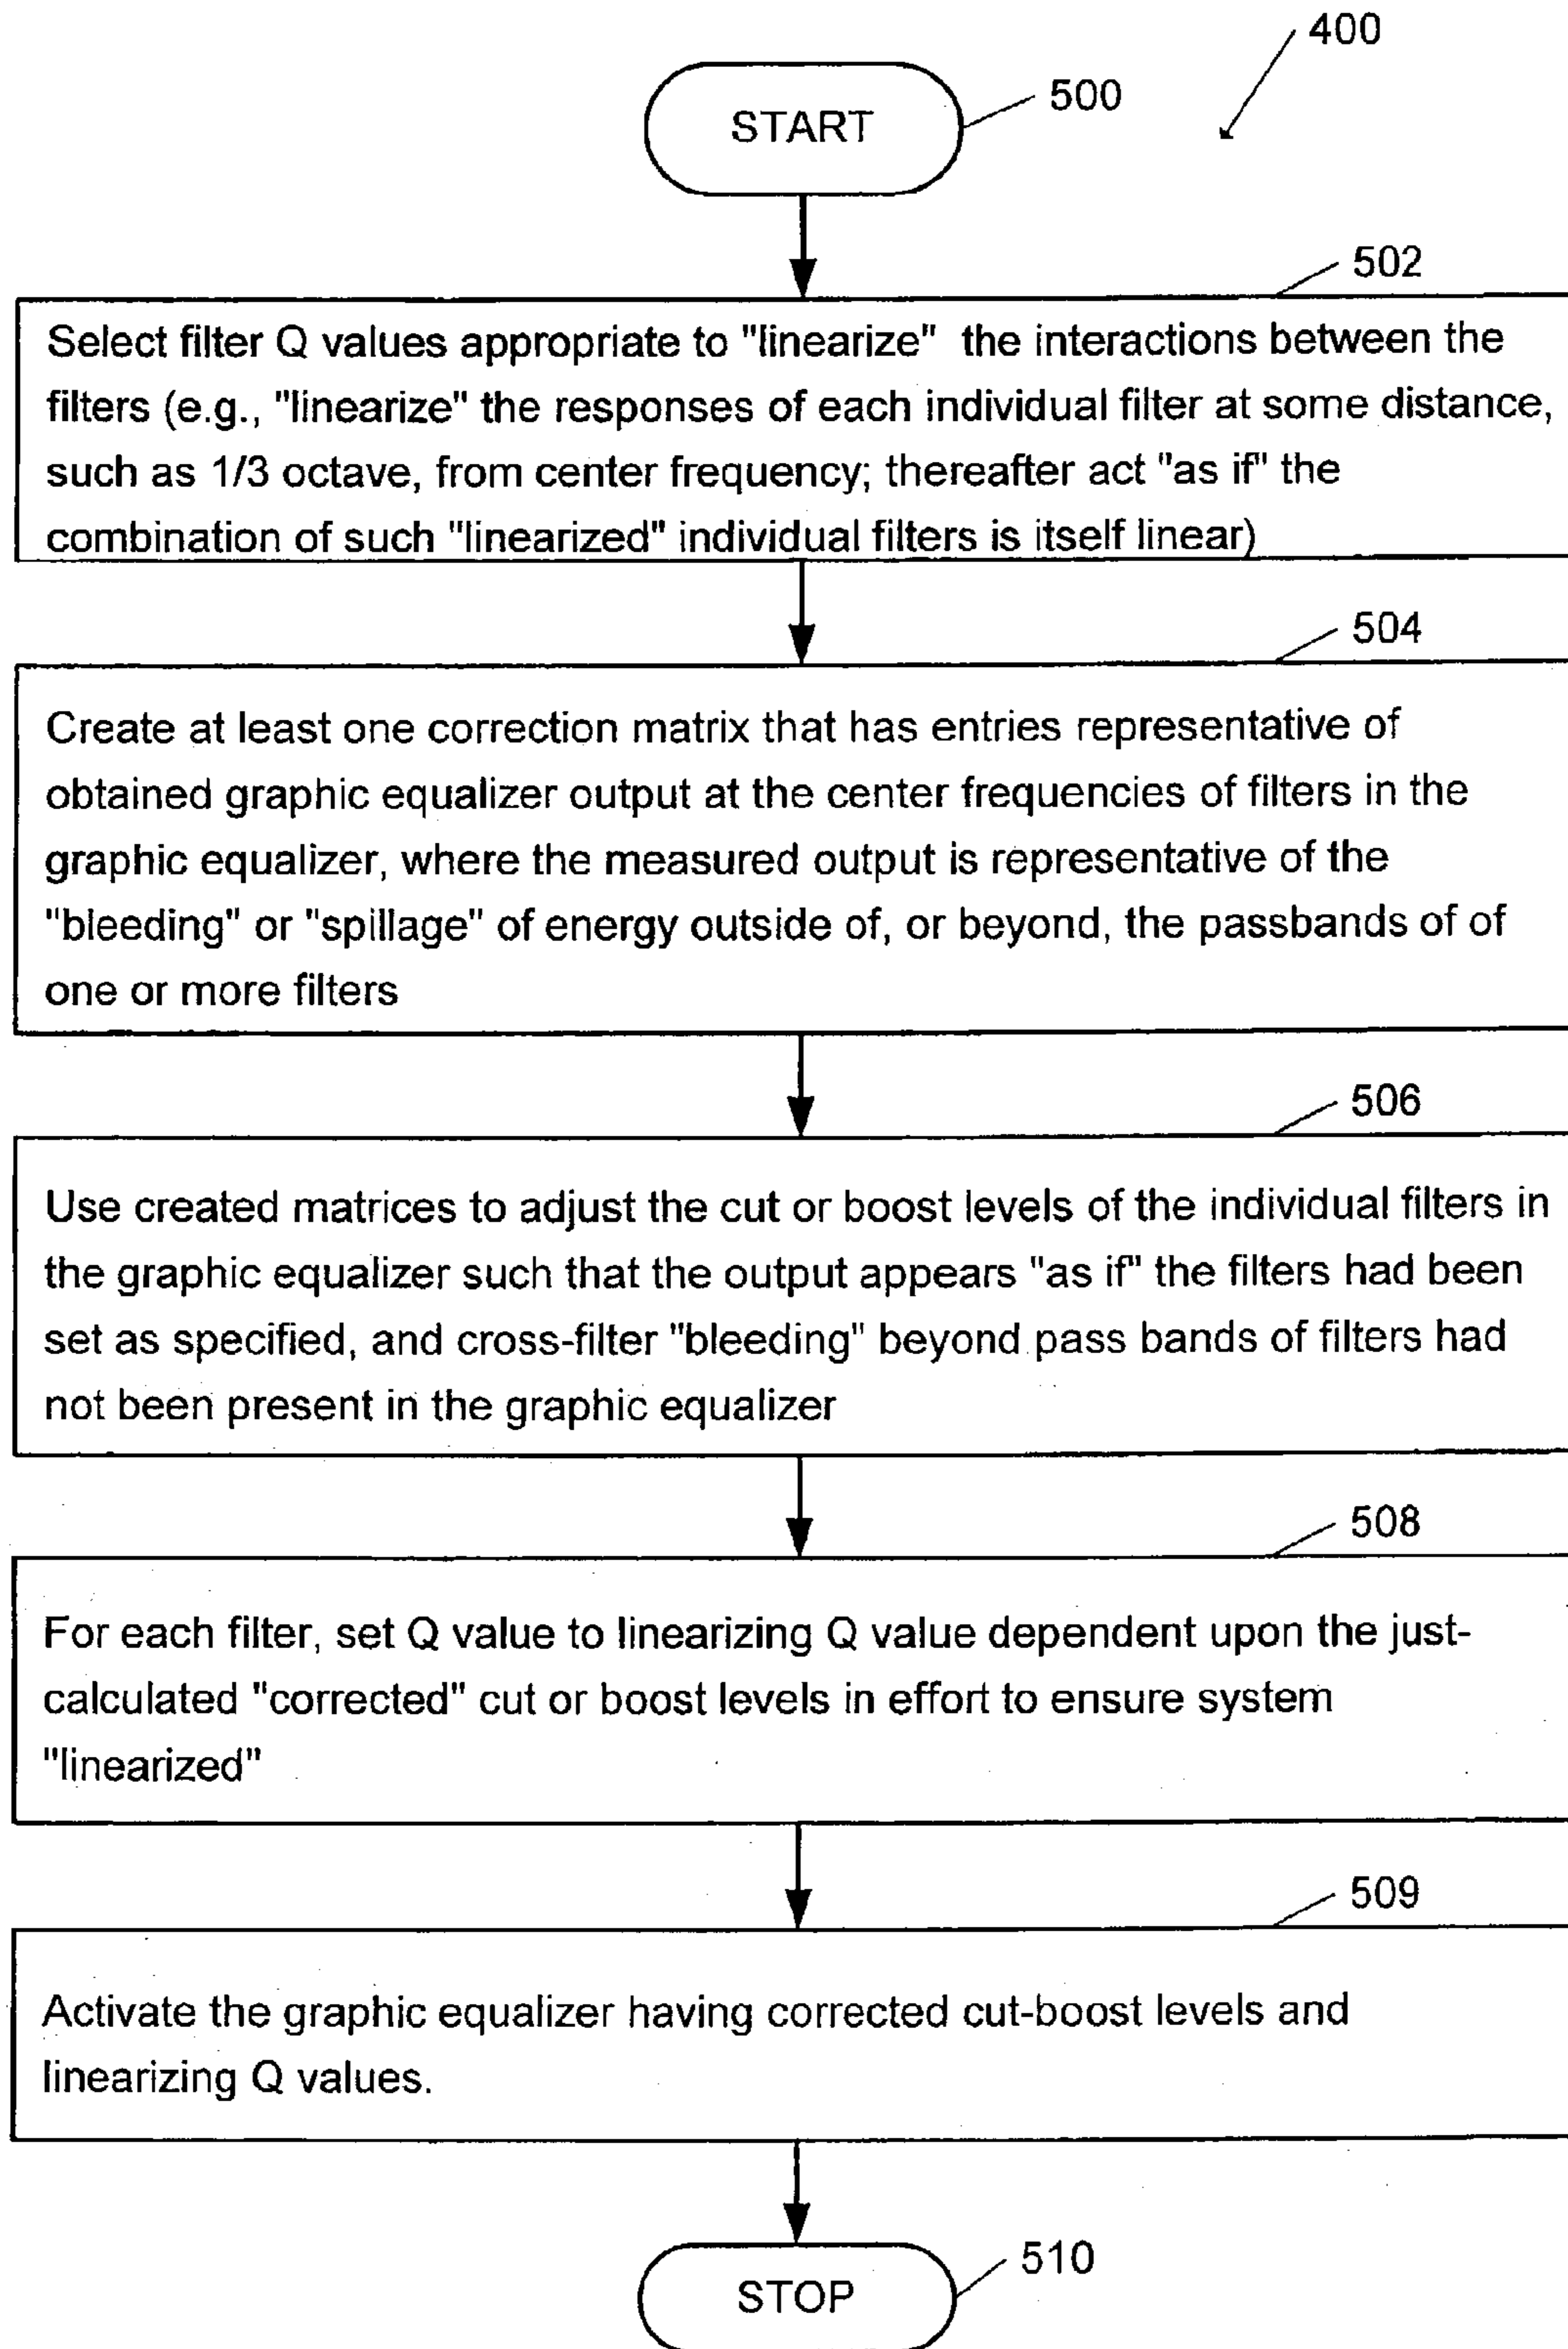 400
START
500
502
Select filter Q values appropriate to "linearize" the interactions between the
filters (e.g., "linearize" the responses of each individual filter at some distance,
such as 1/3 octave, from center frequency; thereafter act "as if" the
combination of such "linearized" individual filters is itself linear)
504
Create at least one correction matrix that has entries representative of
obtained graphic equalizer output at the center frequencies of filters in the
graphic equalizer, where the measured output is representative of the
"bleeding" or "spillage" of energy outside of, or beyond, the passbands of of
one or more filters
506
Use created matrices to adjust the cut or boost levels of the individual filters in
the graphic equalizer such that the output appears "as if" the filters had been
set as specified, and cross-filter "bleeding" beyond pass bands of filters had
not been present in the graphic equalizer
508
For each filter, set Q value to linearizing Q value dependent upon the just-
calculated "corrected" cut or boost levels in effort to ensure system
"linearized"
509
Activate the graphic equalizer having corrected cut-boost levels and
linearizing Q values.
510
STOP